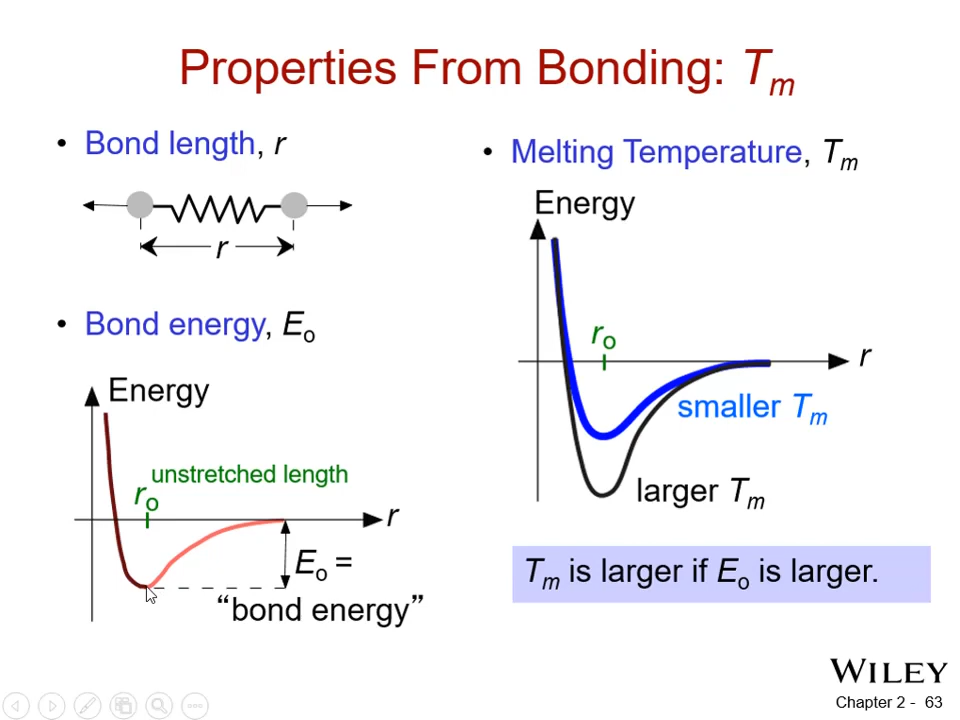 Properties From Bonding: Tm
• Bond length, r
r
• Bond energy, Eo
Energy
unstretched length
ro
r
Eo =
“bond energy”
• Melting Temperature, Tm
Energy
ro
r
smaller Tm
larger Tm
Tm is larger if Eo is larger.
WILEY
Chapter 2 - 63